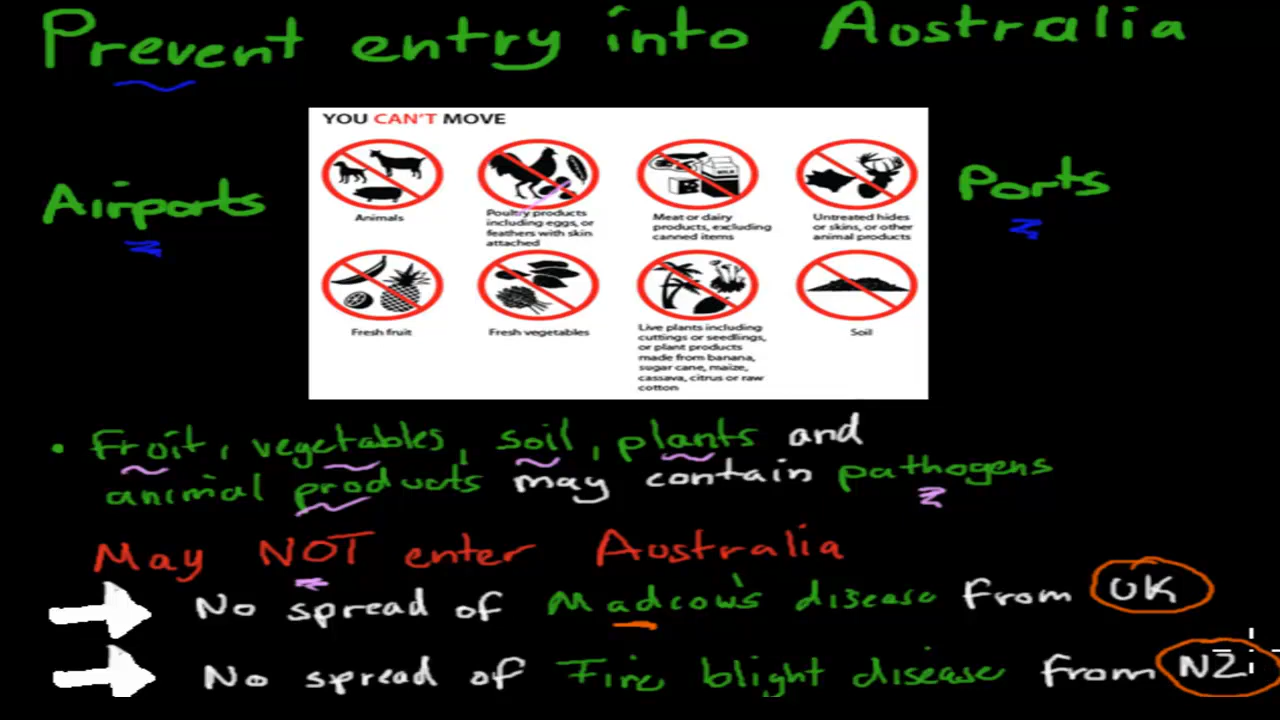 Prevent entry into Australia
YOU CAN'T MOVE
Airports
Ports
Animals
Poultry products
including eggs, or
feathers with skin
attached
Meat or dairy
products, excluding
canned items
Untreated hides
or skins, or other
animal products
Fresh fruit
Fresh vegetables
Live plants including
cuttings or seedlings,
or plant products
made from banana,
sugar cane, maize,
cassava, citrus or raw
cotton
Soil
MILK
• Fruit, vegetables, soil, plants and
animal products may contain pathogens
May NOT enter Australia
No spread of Madcow's disease from UK
No spread of Fire blight disease from NZ